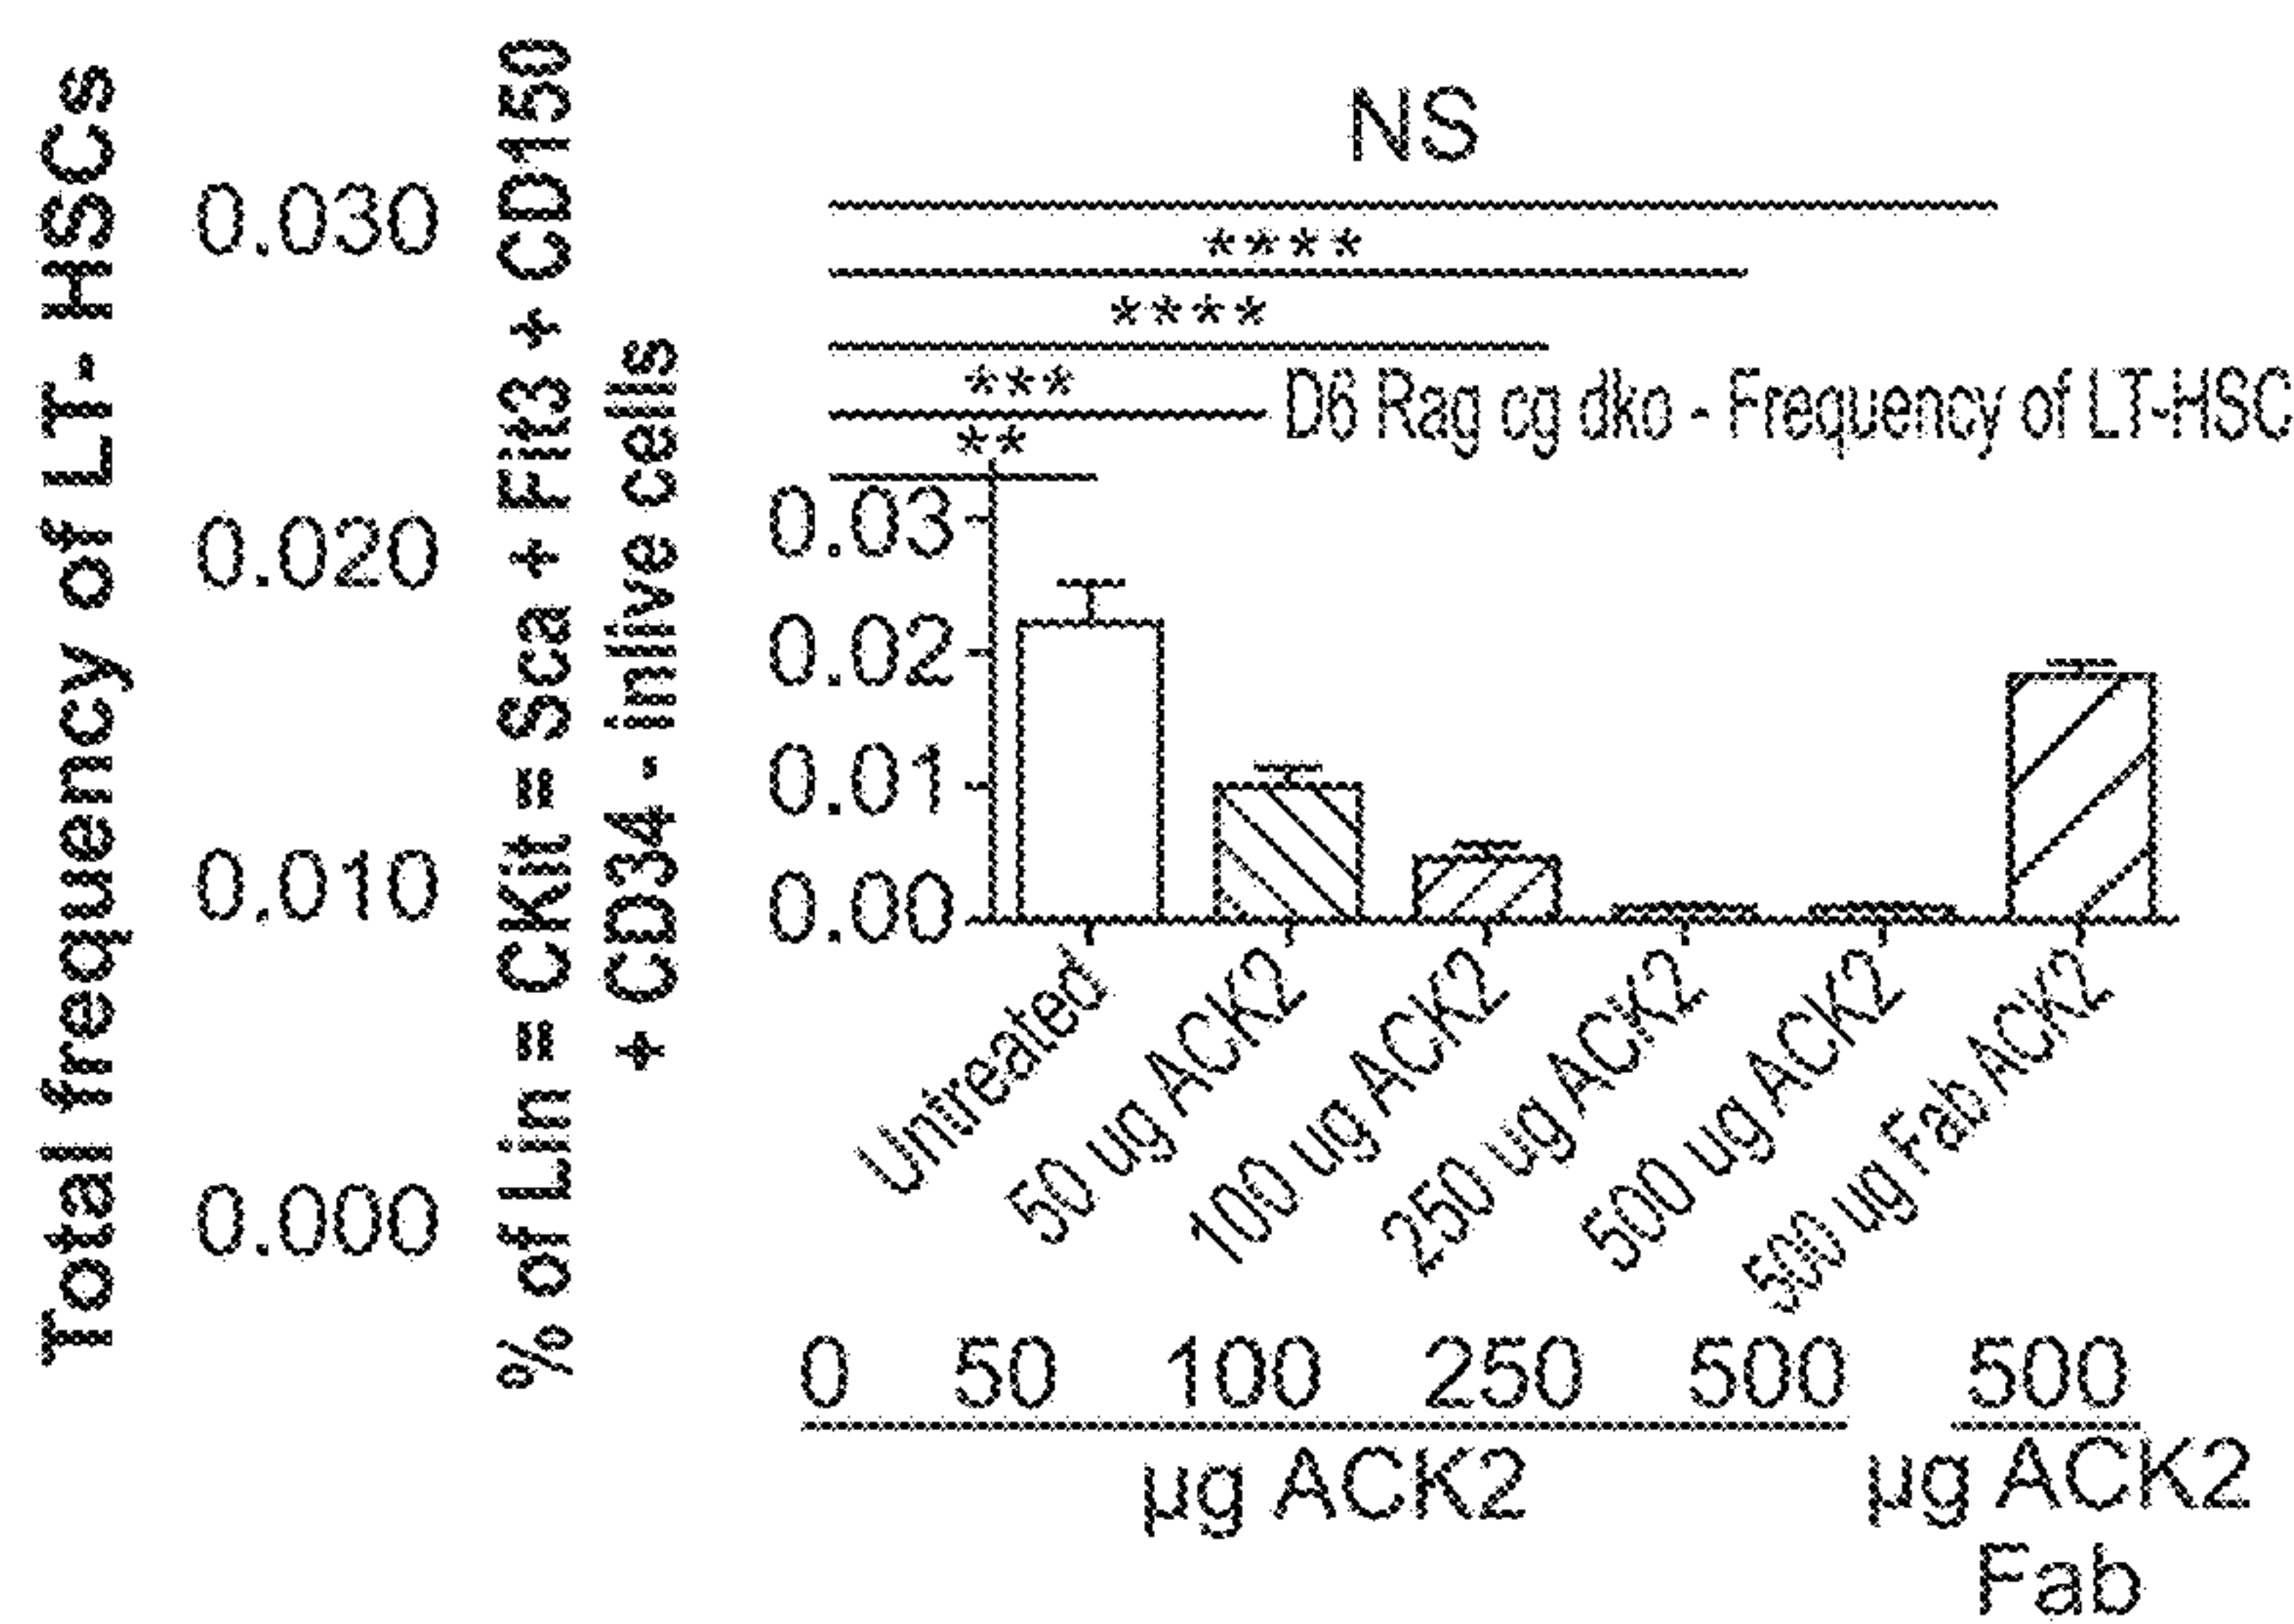 Total frequency of LT- HSCs
0.030
0.020
0.010
0.000
% of Lin = CKit = Sca + Fit3 + CD150
+ CD34 - inlive cells
NS
****
****
***
**
D6 Rag cg dko - Frequency of LT-HSC
0.03
0.02
0.01
0.00
Untreated
50 ug ACK2
100 ug ACK2
250 ug ACK2
500 ug ACK2
500 ug Fab ACK2
0 50 100 250 500 500
µg ACK2
µg ACK2
Fab